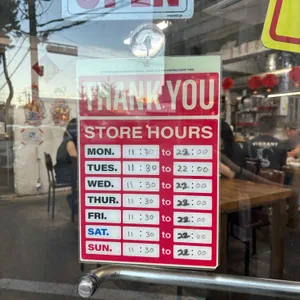 OPEN
THANK YOU
STORE HOURS
MON. 11:30 to 22:00
TUES. 11:30 to 22:00
WED. 11:30 to 22:00
THUR. 11:30 to 22:00
FRI. 11:30 to 22:00
SAT. 11:30 to 22:00
SUN. 11:30 to 22:00
VIBRANT